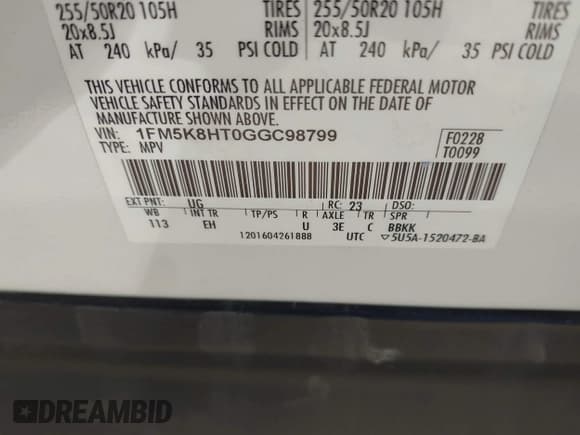 255/50R20 105H TIRES 255/50R20 105H TIRES
20x8.5J RIMS 20x8.5J RIMS
AT 240 kPa/ 35 PSI COLD AT 240 kPa/ 35 PSI COLD
THIS VEHICLE CONFORMS TO ALL APPLICABLE FEDERAL MOTOR
VEHICLE SAFETY STANDARDS IN EFFECT ON THE DATE OF
MANUFACTURE SHOWN ABOVE.
VIN: 1FM5K8HT0GGC98799 F0228
TYPE: MPV T0099
EXT PNT: UG RC: 23 DSO:
WB INT TR TP/PS R AXLE TR SPR
113 EH U 3E C BBKK
1201604261888 UTC ▽5U5A-1520472-BA
DREAMBID